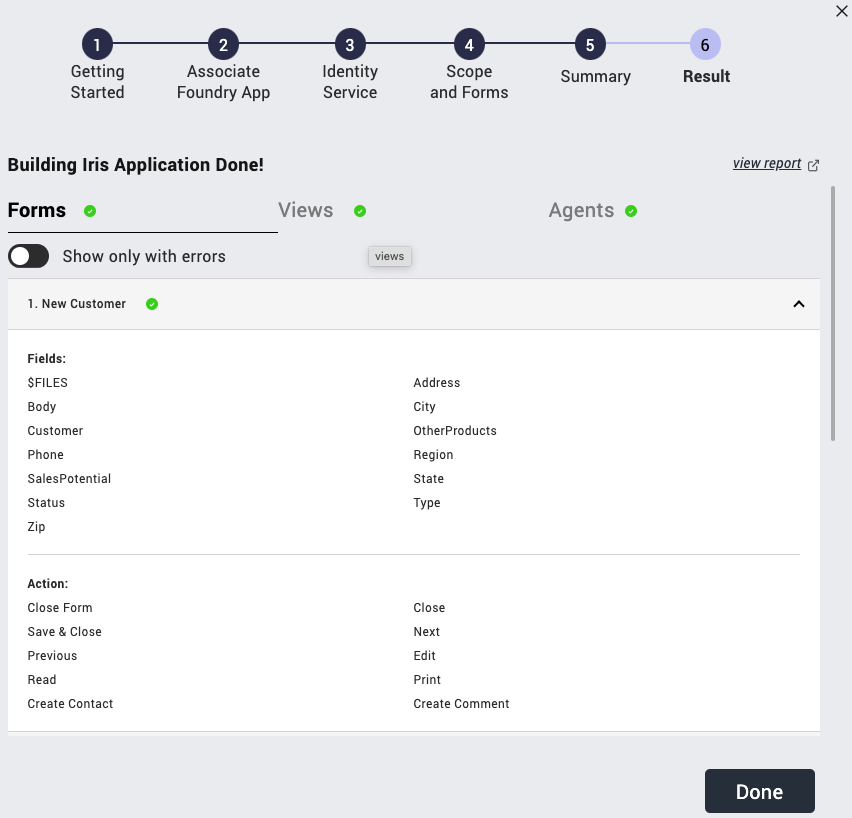 1 2 3 4 5 6
Getting Started
Associate Foundry App
Identity Service
Scope and Forms
Summary
Result
Building Iris Application Done!
view report
Forms Views Agents
Show only with errors
views
1. New Customer
Fields:
$FILES Address
Body City
Customer OtherProducts
Phone Region
SalesPotential State
Status Type
Zip
Action:
Close Form Close
Save & Close Next
Previous Edit
Read Print
Create Contact Create Comment
Done